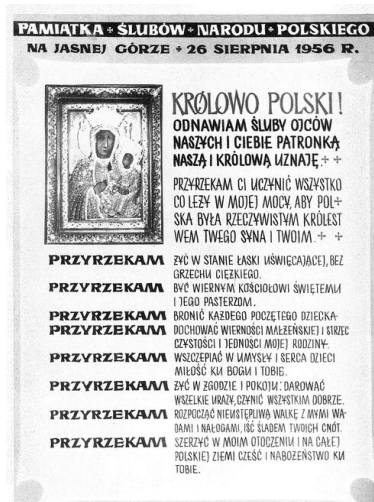 PAMIĄTKA + ŚLUBÓW + NARODU + POLSKIEGO
NA JASNEJ GÓRZE + 26 SIERPNIA 1956 R.
KRÓLOWO POLSKI!
ODNAWIAM ŚLUBY OJCÓW
NASZYCH I CIEBIE PATRONKĄ
NASZĄ I KRÓLOWĄ UZNAJĘ + +
PRZYRZEKAM CI UCZYNIĆ WSZYSTKO
CO LEŻY W MOJEJ MOCY, ABY POL+
SKA BYŁA RZECZYWISTYM KRÓLEST
WEM TWEGO SYNA I TWOIM. + +
PRZYRZEKAM ŻYĆ W STANIE ŁASKI UŚWIĘCAJĄCEJ, BEZ
GRZECHU CIĘŻKIEGO.
PRZYRZEKAM BYĆ WIERNYM KOŚCIOŁOWI ŚWIĘTEMU
I JEGO PASTERZOM.
PRZYRZEKAM BRONIĆ KAŻDEGO POCZĘTEGO DZIECKA
PRZYRZEKAM DOCHOWAĆ WIERNOŚCI MAŁŻEŃSKIEJ I STRZEC
CZYSTOŚCI I JEDNOŚCI MOJEJ RODZINY.
PRZYRZEKAM WSZCZEPIAĆ W UMYSŁY I SERCA DZIECI
MIŁOŚĆ KU BOGU I TOBIE.
PRZYRZEKAM ŻYĆ W ZGODZIE I POKOJU: DAROWAĆ
WSZELKIE URAZY, CZYNIĆ WSZYSTKIM DOBRZE.
PRZYRZEKAM ROZPOCZĄĆ NIEUSTĘPLIWĄ WALKĘ Z MYMI WA-
DAMI I NAŁOGAMI, IŚĆ ŚLADEM TWOICH CNÓT.
PRZYRZEKAM SZERZYĆ W MOIM OTOCZENIU I NA CAŁEJ
POLSKIEJ ZIEMI CZEŚĆ I NABOŻEŃSTWO KU
TOBIE.